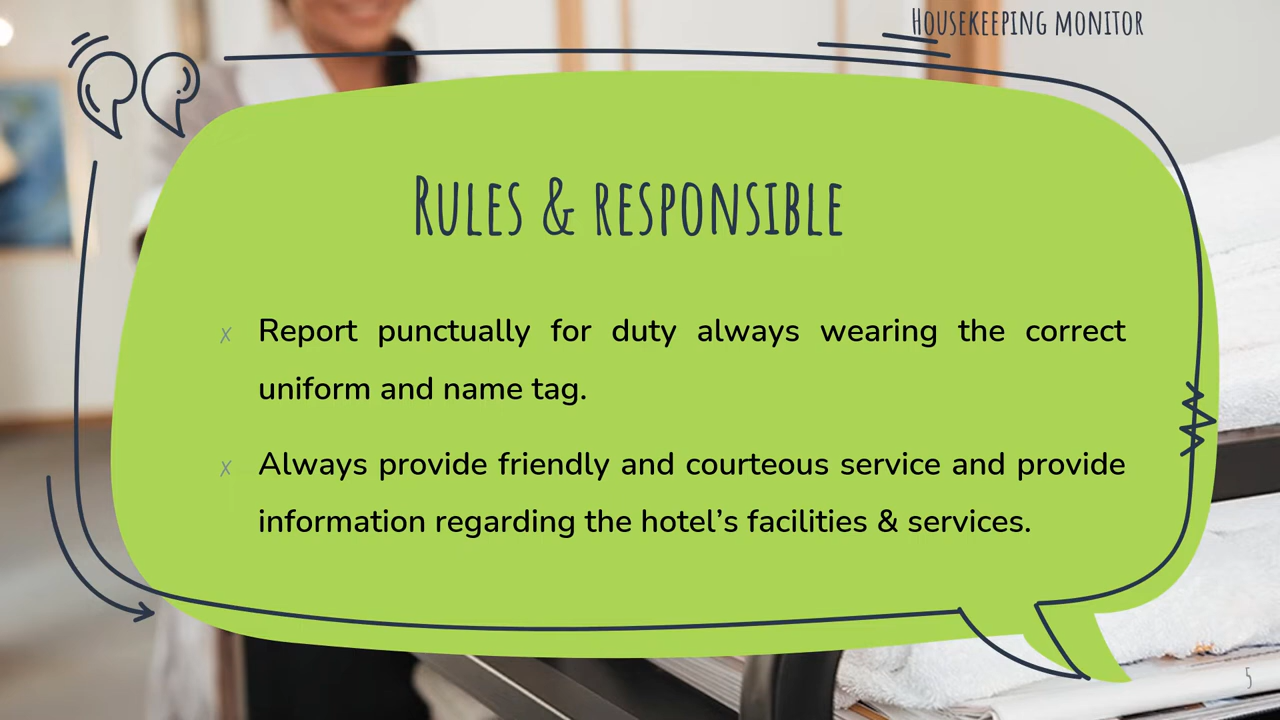 Housekeeping monitor
Rules & responsible
x Report punctually for duty always wearing the correct
uniform and name tag.
x Always provide friendly and courteous service and provide
information regarding the hotel’s facilities & services.
5